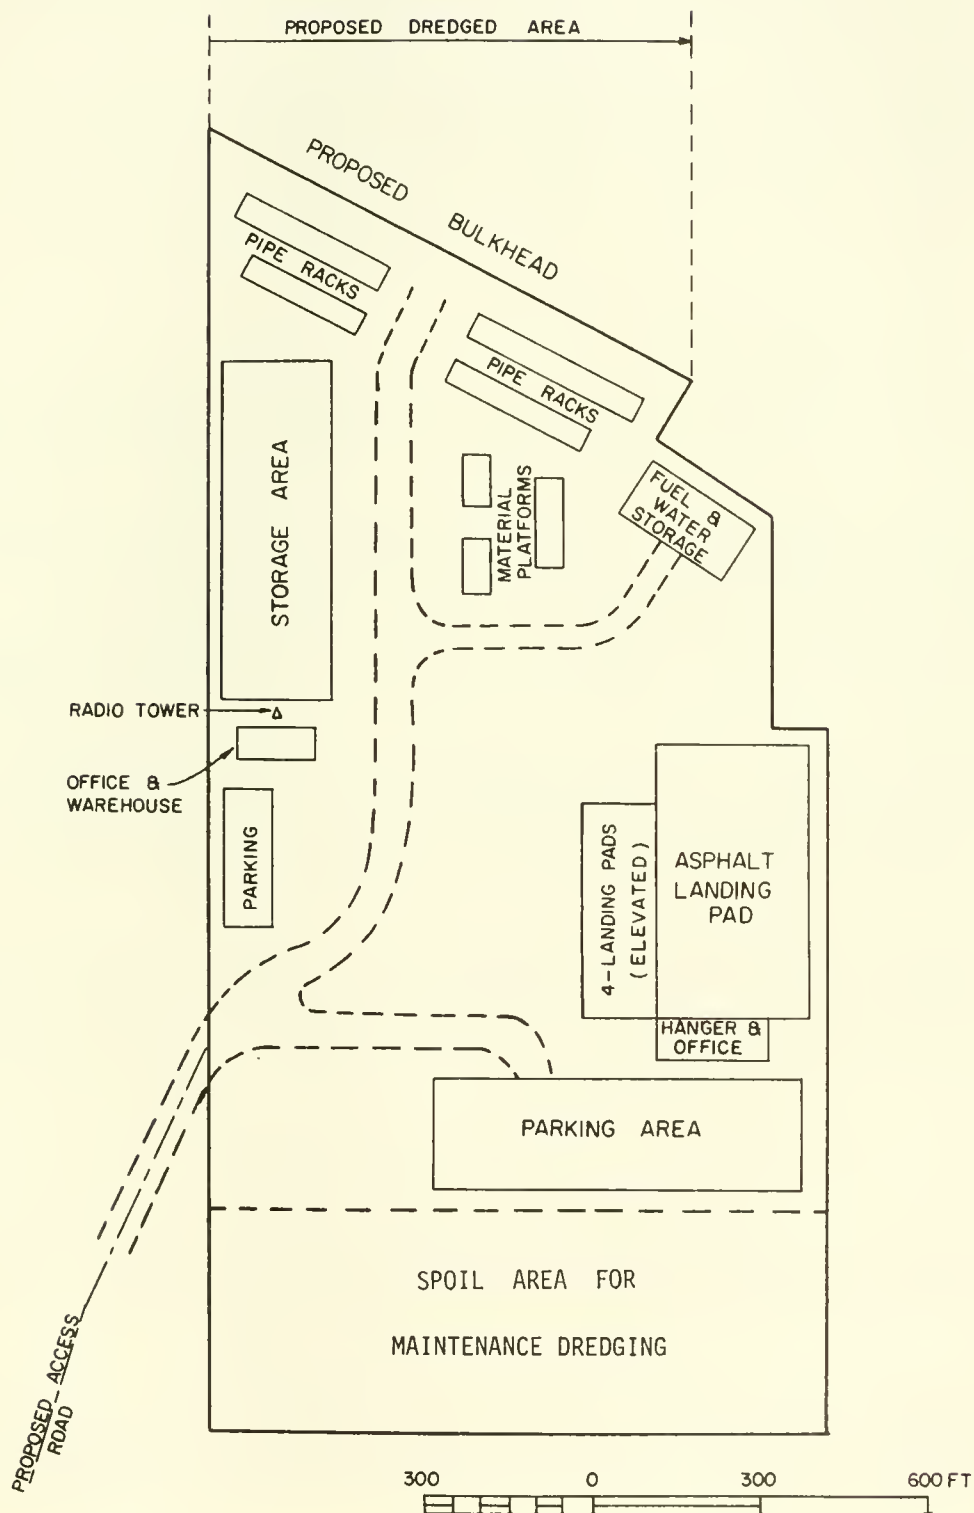 PROPOSED DREDGED AREA
PROPOSED BULKHEAD
PIPE RACKS
PIPE RACKS
STORAGE AREA
MATERIAL
PLATFORMS
FUEL &
WATER
STORAGE
RADIO TOWER
OFFICE &
WAREHOUSE
PARKING
4-LANDING PADS
(ELEVATED)
ASPHALT
LANDING
PAD
HANGER &
OFFICE
PARKING AREA
SPOIL AREA FOR
MAINTENANCE DREDGING
PROPOSED ACCESS
ROAD
300 0 300 600 FT